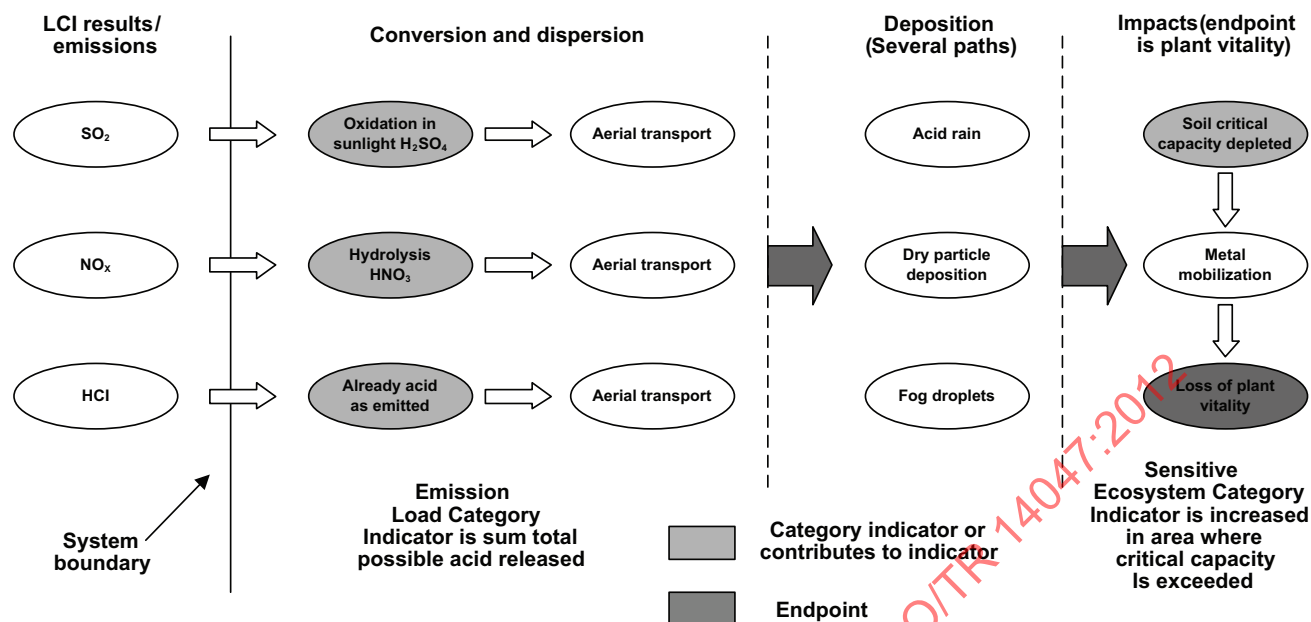 LCI results/
emissions
Conversion and dispersion
Deposition
(Several paths)
Impacts(endpoint
is plant vitality)
SO₂
Oxidation in
sunlight H₂SO₄
Aerial transport
Acid rain
Soil critical
capacity depleted
NOₓ
Hydrolysis
HNO₃
Aerial transport
Dry particle
deposition
Metal
mobilization
HCl
Already acid
as emitted
Aerial transport
Fog droplets
Loss of plant
vitality
System
boundary
Emission
Load Category
Indicator is sum total
possible acid released
Category indicator or
contributes to indicator
Endpoint
Sensitive
Ecosystem Category
Indicator is increased
in area where
critical capacity
Is exceeded
O/TR 14047:2012